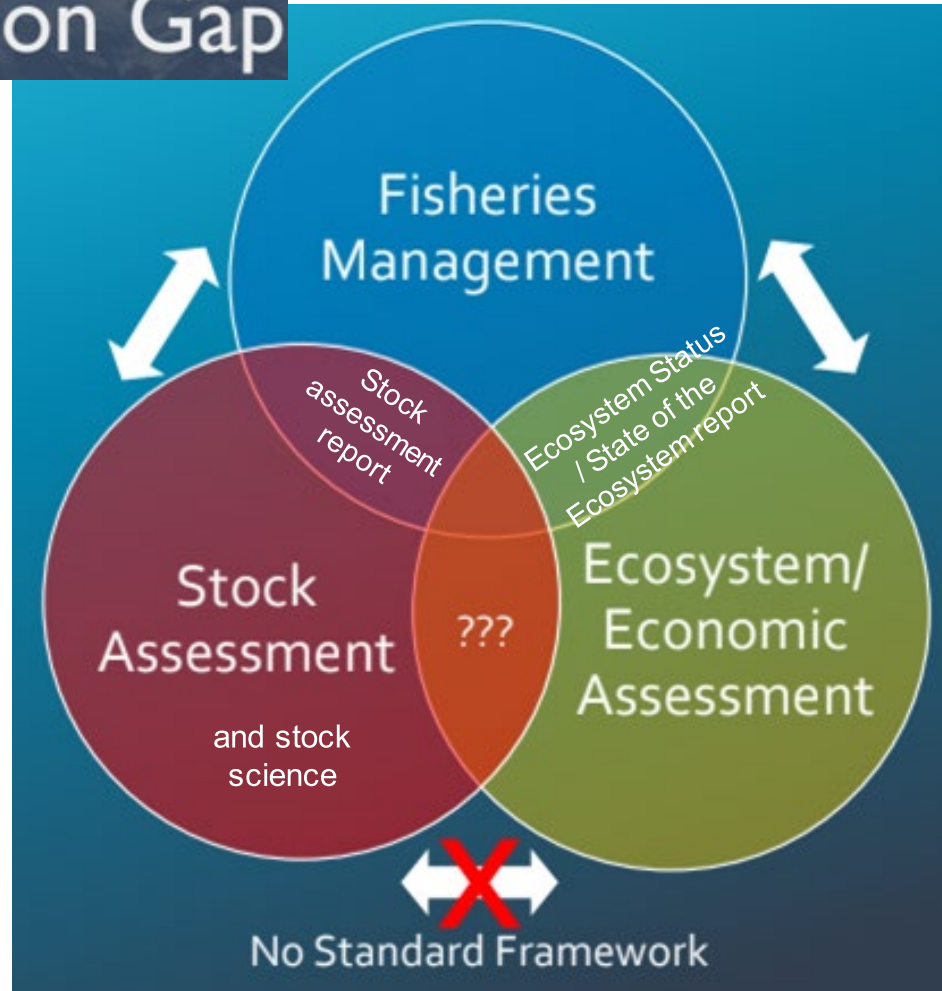 on Gap
Fisheries
Management
Stock
assessment
report
Ecosystem Status
/ State of the
Ecosystem report
Stock
Assessment
and stock
science
???
Ecosystem/
Economic
Assessment
X
No Standard Framework